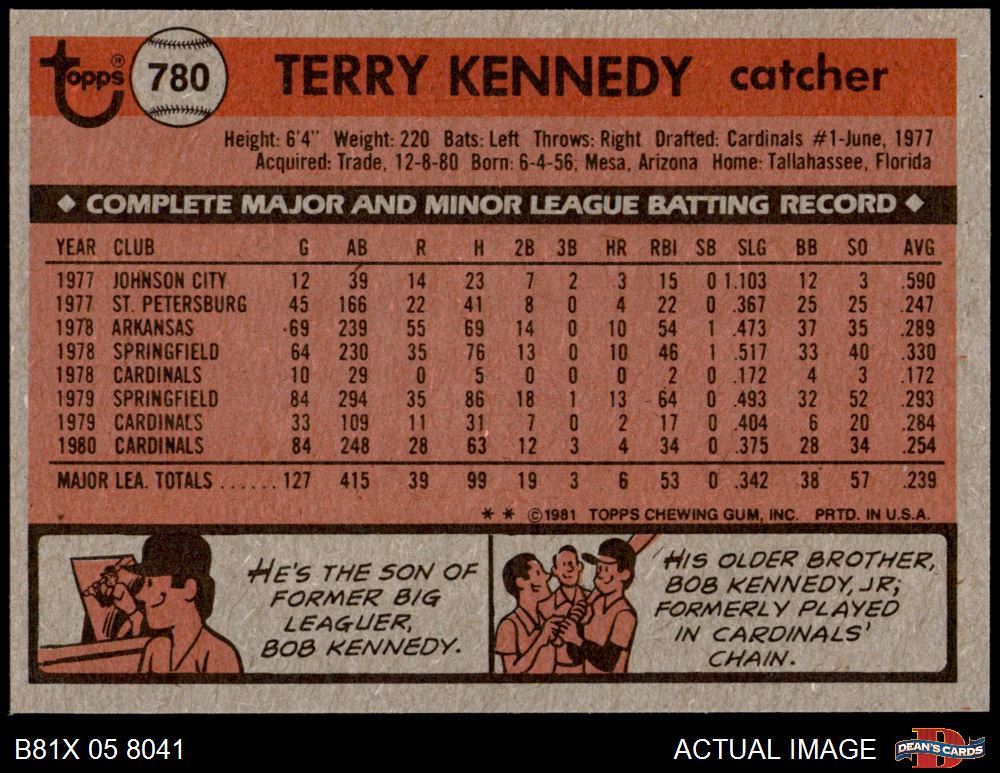 Topps® 780 TERRY KENNEDY catcher
Height: 6'4" Weight: 220 Bats: Left Throws: Right Drafted: Cardinals #1-June, 1977
Acquired: Trade, 12-8-80 Born: 6-4-56, Mesa, Arizona Home: Tallahassee, Florida
◆ COMPLETE MAJOR AND MINOR LEAGUE BATTING RECORD ◆
YEAR CLUB G AB R H 2B 3B HR RBI SB SLG BB SO AVG
1977 JOHNSON CITY 12 39 14 23 7 2 3 15 0 1.103 12 3 .590
1977 ST. PETERSBURG 45 166 22 41 8 0 4 22 0 .367 25 25 .247
1978 ARKANSAS 69 239 55 69 14 0 10 54 1 .473 37 35 .289
1978 SPRINGFIELD 64 230 35 76 13 0 10 46 1 .517 33 40 .330
1978 CARDINALS 10 29 0 5 0 0 0 2 0 .172 4 3 .172
1979 SPRINGFIELD 84 294 35 86 18 1 13 64 0 .493 32 52 .293
1979 CARDINALS 33 109 11 31 7 0 2 17 0 .404 6 20 .284
1980 CARDINALS 84 248 28 63 12 3 4 34 0 .375 28 34 .254
MAJOR LEA. TOTALS ...... 127 415 39 99 19 3 6 53 0 .342 38 57 .239
* * ©1981 TOPPS CHEWING GUM, INC. PRTD. IN U.S.A.
HE'S THE SON OF
FORMER BIG
LEAGUER,
BOB KENNEDY.
HIS OLDER BROTHER,
BOB KENNEDY, JR;
FORMERLY PLAYED
IN CARDINALS'
CHAIN.
B81X 05 8041 ACTUAL IMAGE D DEAN'S CARDS